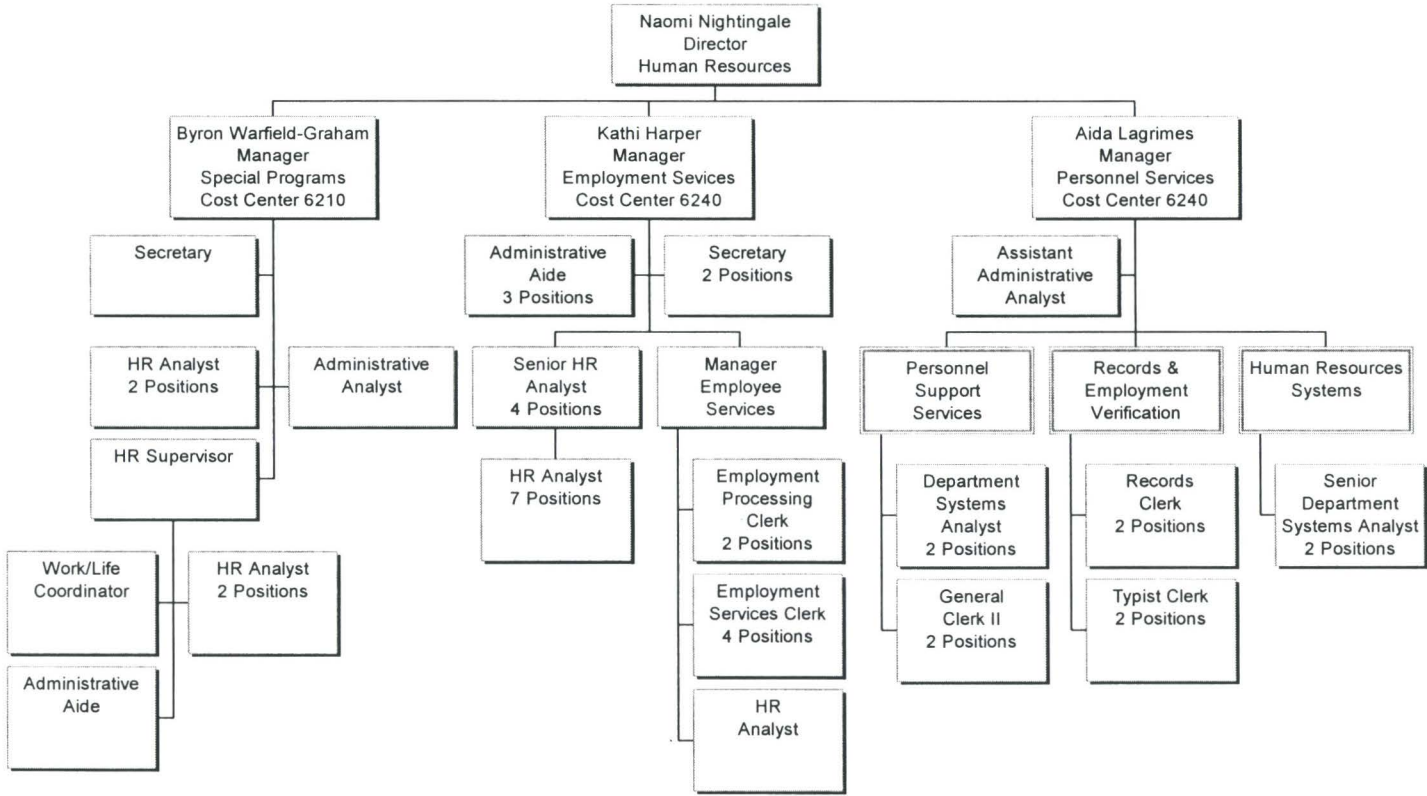 Naomi Nightingale
Director
Human Resources
Byron Warfield-Graham
Manager
Special Programs
Cost Center 6210
Kathi Harper
Manager
Employment Sevices
Cost Center 6240
Aida Lagrimes
Manager
Personnel Services
Cost Center 6240
Secretary
Administrative
Aide
3 Positions
Secretary
2 Positions
Assistant
Administrative
Analyst
HR Analyst
2 Positions
Administrative
Analyst
Senior HR
Analyst
4 Positions
Manager
Employee
Services
Personnel
Support
Services
Records &
Employment
Verification
Human Resources
Systems
HR Supervisor
HR Analyst
7 Positions
Employment
Processing
Clerk
2 Positions
Department
Systems
Analyst
2 Positions
Records
Clerk
2 Positions
Senior
Department
Systems Analyst
2 Positions
Work/Life
Coordinator
HR Analyst
2 Positions
Employment
Services Clerk
4 Positions
General
Clerk II
2 Positions
Typist Clerk
2 Positions
Administrative
Aide
HR
Analyst